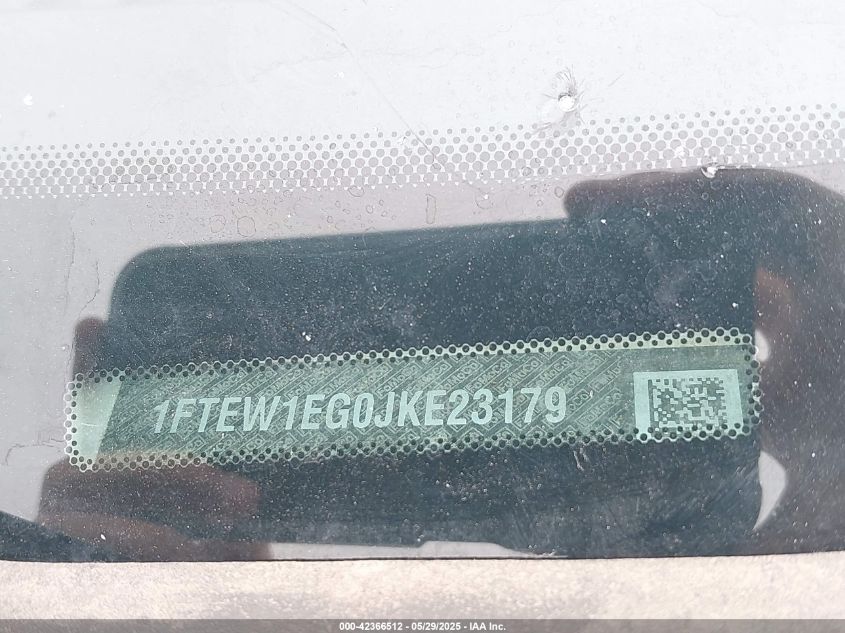 1FTEW1EG0JKE23179
000-42366512 - 05/29/2025 - IAA Inc.